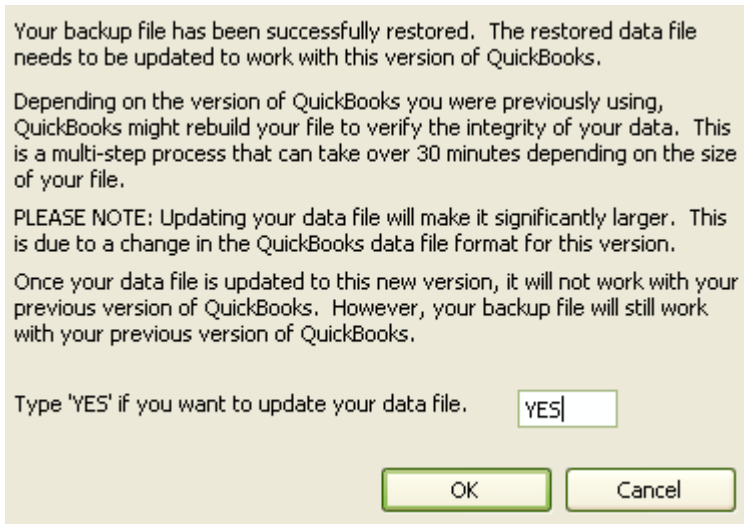 Your backup file has been successfully restored.  The restored data file
needs to be updated to work with this version of QuickBooks.
Depending on the version of QuickBooks you were previously using,
QuickBooks might rebuild your file to verify the integrity of your data.  This
is a multi-step process that can take over 30 minutes depending on the size
of your file.
PLEASE NOTE: Updating your data file will make it significantly larger.  This
is due to a change in the QuickBooks data file format for this version.
Once your data file is updated to this new version, it will not work with your
previous version of QuickBooks.  However, your backup file will still work
with your previous version of QuickBooks.
Type 'YES' if you want to update your data file. YES
OK Cancel